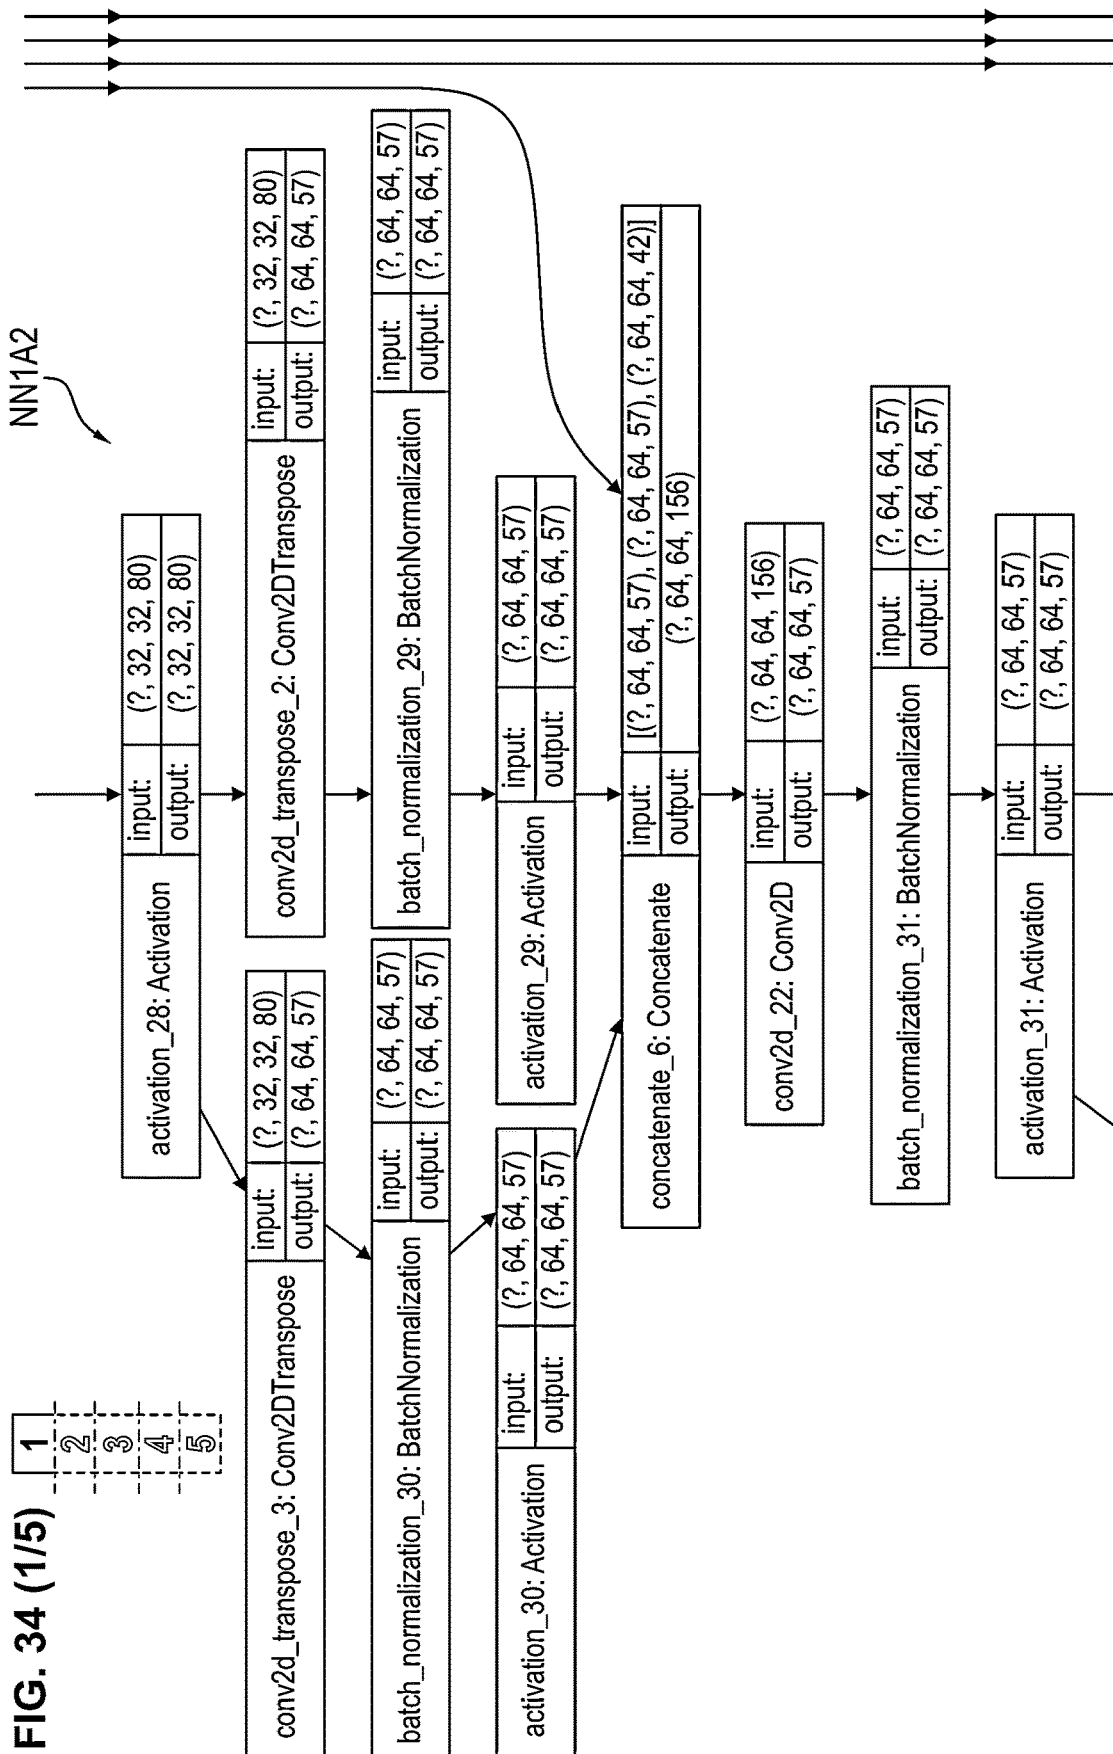 FIG. 34 (1/5)
1
2
3
4
5
NN1A2
activation_28: Activation
input: (?, 32, 32, 80)
output: (?, 32, 32, 80)
conv2d_transpose_3: Conv2DTranspose
input: (?, 32, 32, 80)
output: (?, 64, 64, 57)
conv2d_transpose_2: Conv2DTranspose
input: (?, 32, 32, 80)
output: (?, 64, 64, 57)
batch_normalization_30: BatchNormalization
input: (?, 64, 64, 57)
output: (?, 64, 64, 57)
batch_normalization_29: BatchNormalization
input: (?, 64, 64, 57)
output: (?, 64, 64, 57)
activation_30: Activation
input: (?, 64, 64, 57)
output: (?, 64, 64, 57)
activation_29: Activation
input: (?, 64, 64, 57)
output: (?, 64, 64, 57)
concatenate_6: Concatenate
input: [(?, 64, 64, 57), (?, 64, 64, 57), (?, 64, 64, 42)]
output: (?, 64, 64, 156)
conv2d_22: Conv2D
input: (?, 64, 64, 156)
output: (?, 64, 64, 57)
batch_normalization_31: BatchNormalization
input: (?, 64, 64, 57)
output: (?, 64, 64, 57)
activation_31: Activation
input: (?, 64, 64, 57)
output: (?, 64, 64, 57)